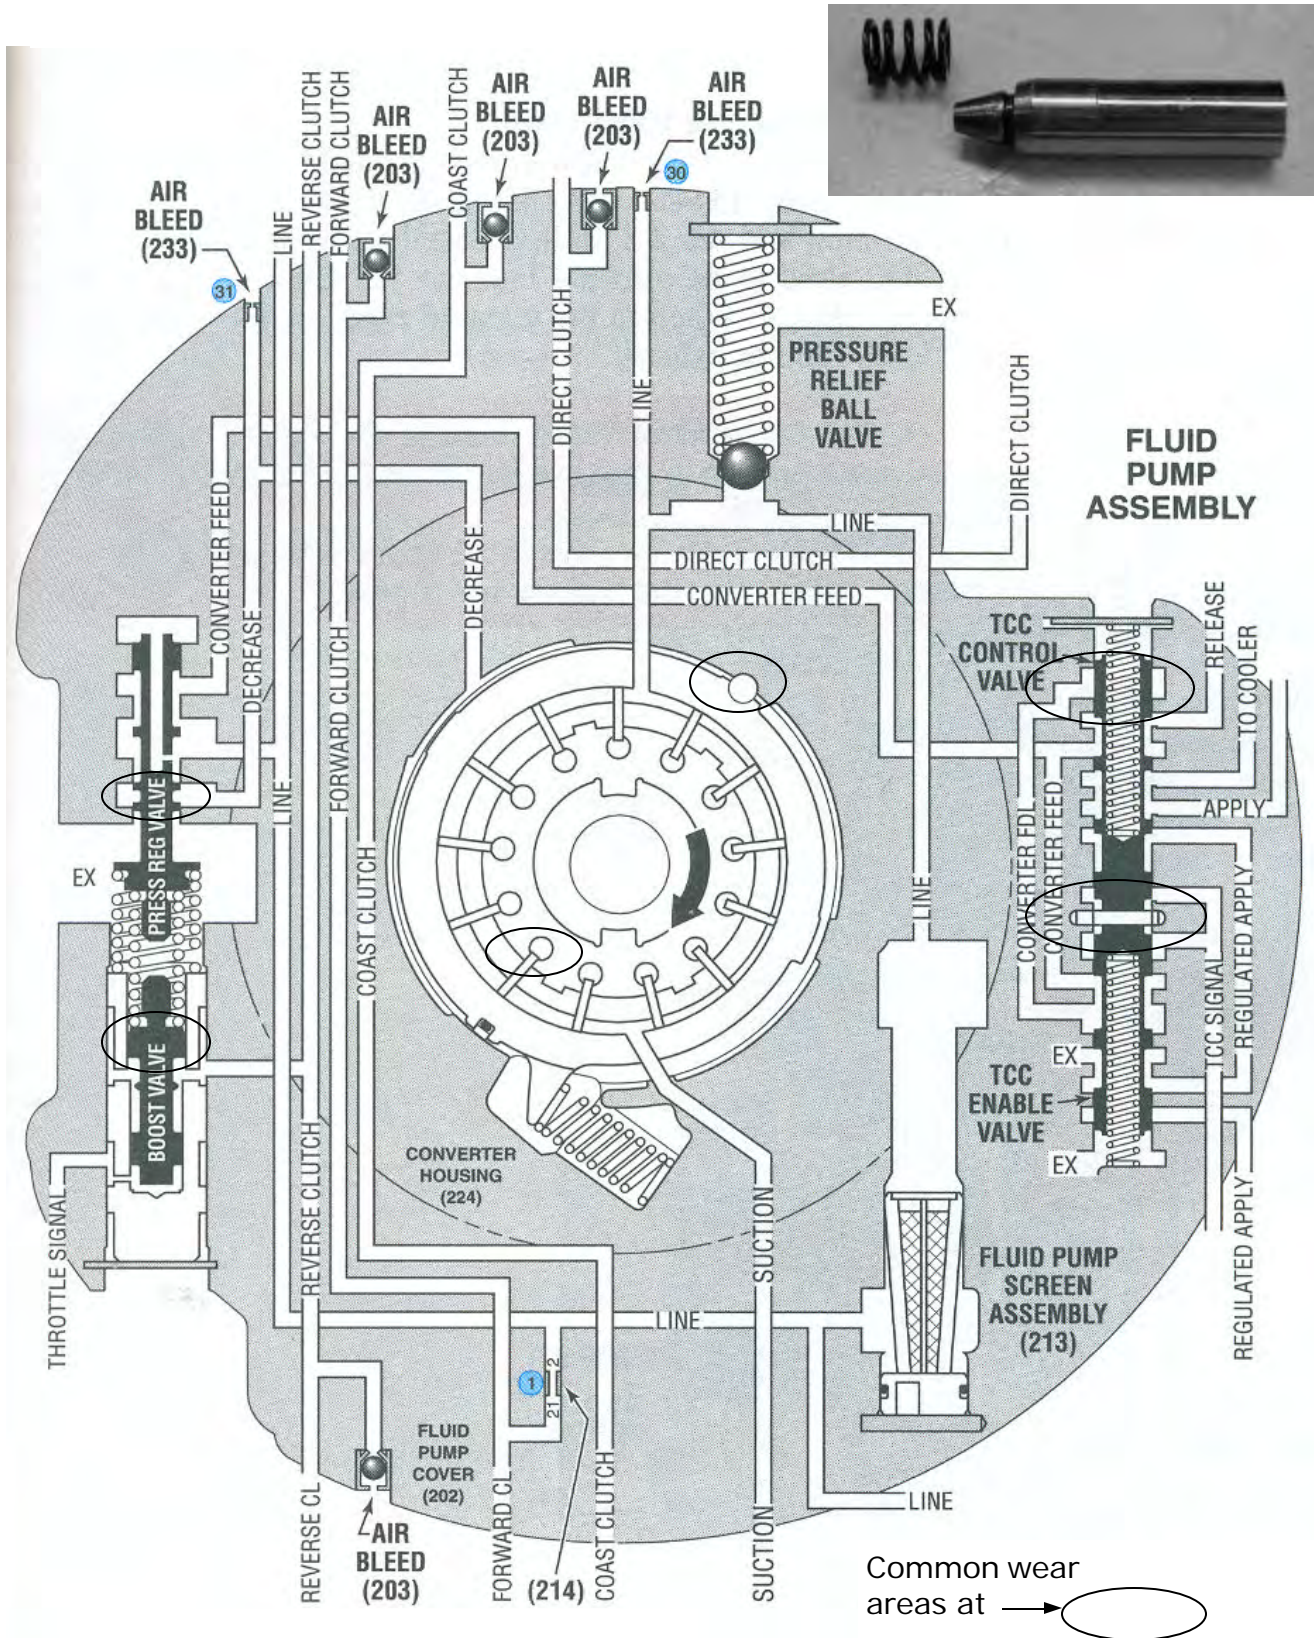 AIR
BLEED
(203)
AIR
BLEED
(203)
AIR
BLEED
(203)
AIR
BLEED
(233)
30
AIR
BLEED
(233)
31
LINE
REVERSE CLUTCH
FORWARD CLUTCH
COAST CLUTCH
DIRECT CLUTCH
LINE
EX
PRESSURE
RELIEF
BALL
VALVE
FLUID
PUMP
ASSEMBLY
DIRECT CLUTCH
LINE
DIRECT CLUTCH
CONVERTER FEED
CONVERTER FEED
DECREASE
DECREASE
FORWARD CLUTCH
TCC
CONTROL
VALVE
RELEASE
TO COOLER
APPLY
CONVERTER FDL
CONVERTER FEED
REGULATED APPLY
TCC SIGNAL
PRESS REG VALVE
EX
LINE
FORWARD CLUTCH
COAST CLUTCH
LINE
BOOST VALVE
EX
TCC
ENABLE
VALVE
EX
REGULATED APPLY
CONVERTER
HOUSING
(224)
THROTTLE SIGNAL
REVERSE CLUTCH
SUCTION
FLUID PUMP
SCREEN
ASSEMBLY
(213)
LINE
1
2
21
FLUID
PUMP
COVER
(202)
REVERSE CL
AIR
BLEED
(203)
FORWARD CL
(214)
COAST CLUTCH
SUCTION
LINE
Common wear
areas at